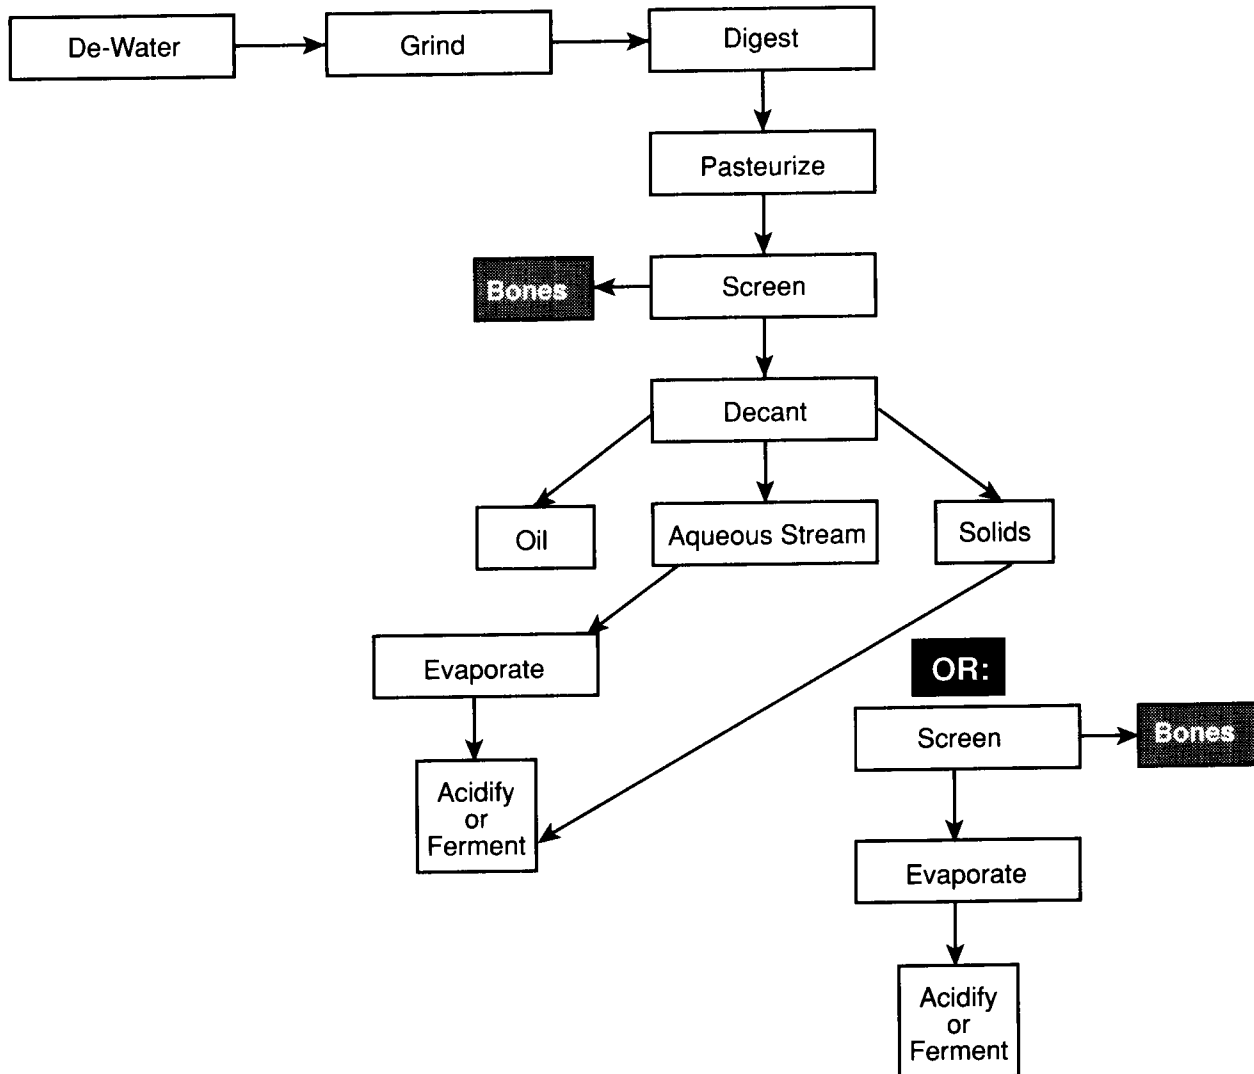 De-Water
Grind
Digest
Pasteurize
Bones
Screen
Decant
Oil
Aqueous Stream
Solids
Evaporate
OR:
Screen
Bones
Acidify
or
Ferment
Evaporate
Acidify
or
Ferment